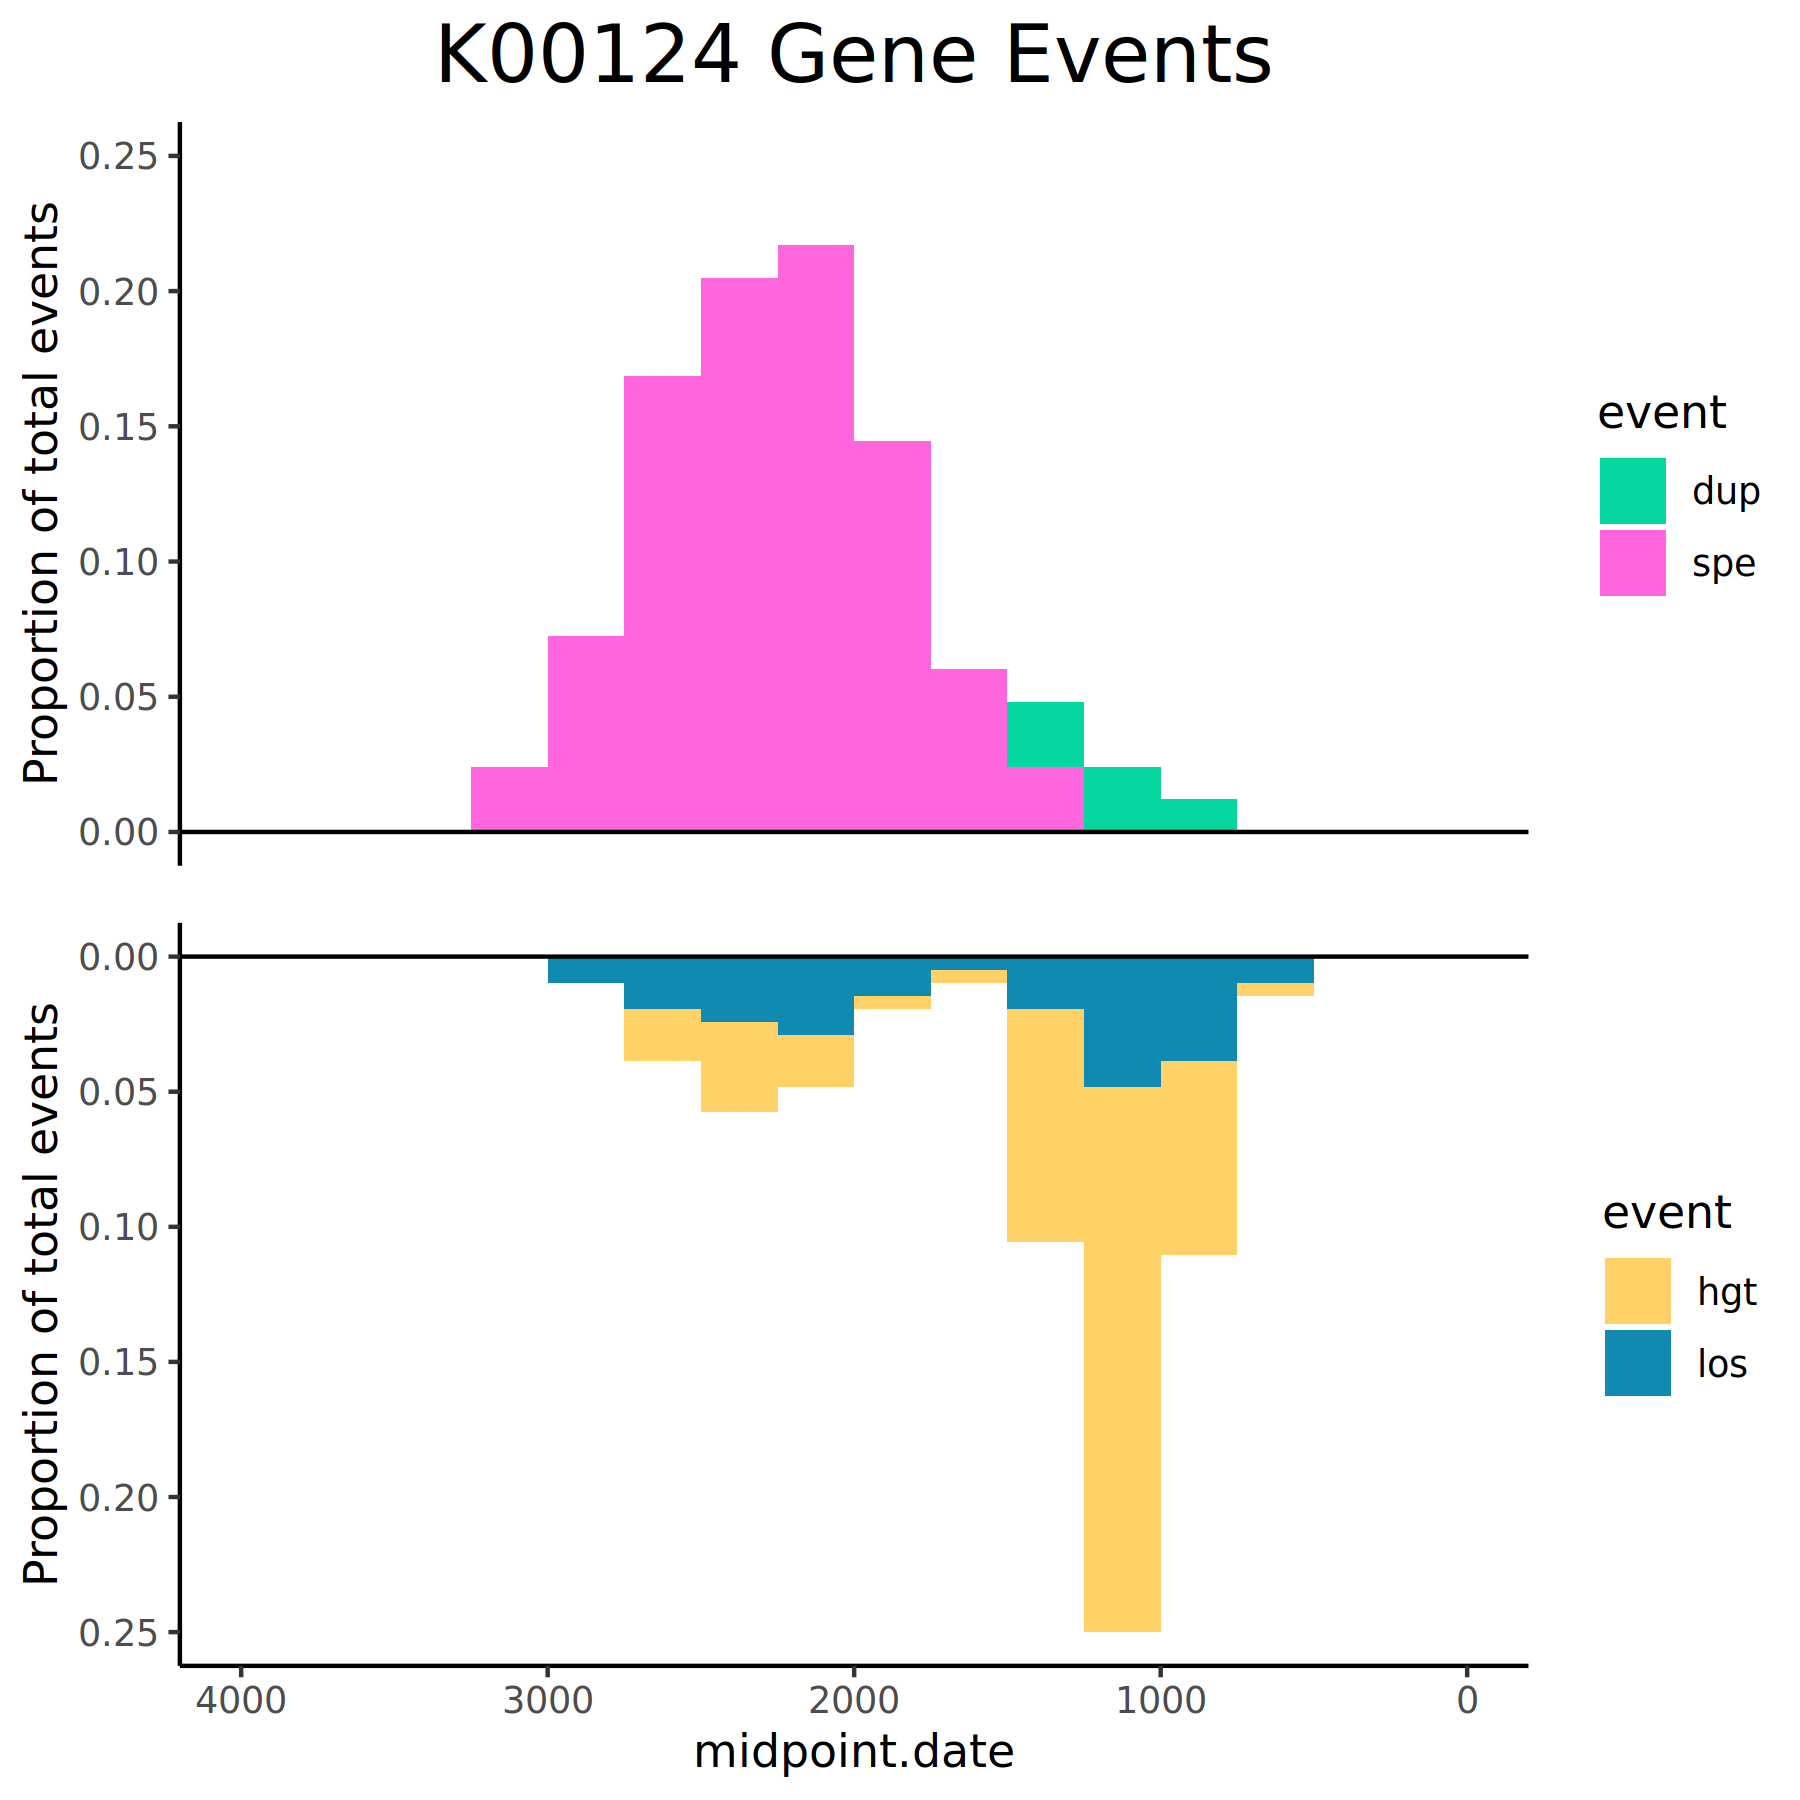 K00124 Gene Events
Proportion of total events
0.25
0.20
0.15
0.10
0.05
0.00
event
dup
spe
Proportion of total events
0.00
0.05
0.10
0.15
0.20
0.25
event
hgt
los
4000 3000 2000 1000 0
midpoint.date